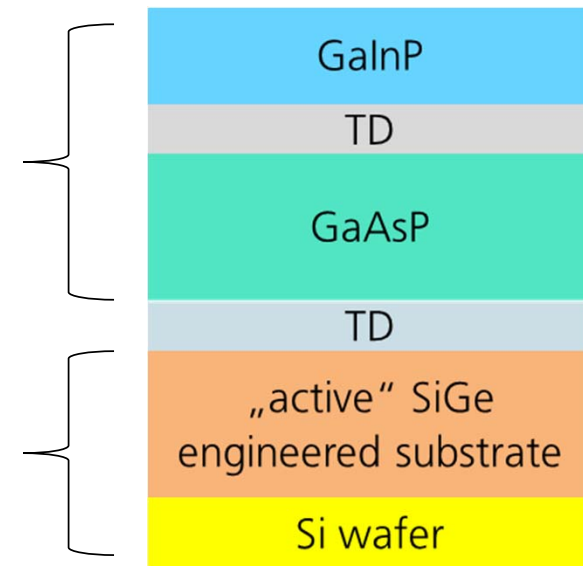 GaInP
TD
GaAsP
TD
„active“ SiGe
engineered substrate
Si wafer